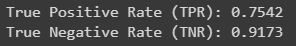 True Positive Rate (TPR): 0.7542
True Negative Rate (TNR): 0.9173